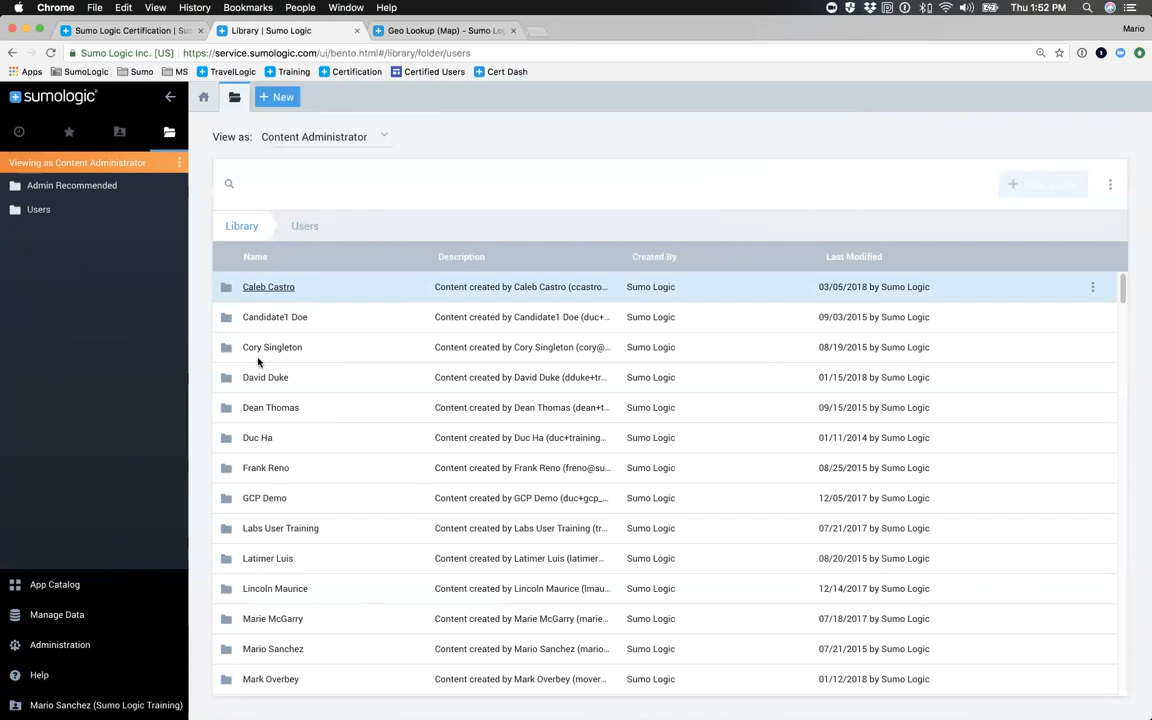 Chrome File Edit View History Bookmarks People Window Help Thu 1:52 PM
Sumo Logic Certification | Sum Library | Sumo Logic Geo Lookup (Map) - Sumo Lo Mario
Sumo Logic Inc. [US] https://service.sumologic.com/ui/bento.html#/library/folder/users
Apps SumoLogic Sumo MS TravelLogic Training Certification Certified Users Cert Dash
sumologic
+ New
View as: Content Administrator
Viewing as Content Administrator
Admin Recommended
Users
Library Users
Name Description Created By Last Modified
Caleb Castro Content created by Caleb Castro (ccastro... Sumo Logic 03/05/2018 by Sumo Logic
Candidate1 Doe Content created by Candidate1 Doe (duc+... Sumo Logic 09/03/2015 by Sumo Logic
Cory Singleton Content created by Cory Singleton (cory@... Sumo Logic 08/19/2015 by Sumo Logic
David Duke Content created by David Duke (dduke+tr... Sumo Logic 01/15/2018 by Sumo Logic
Dean Thomas Content created by Dean Thomas (dean+t... Sumo Logic 09/15/2015 by Sumo Logic
Duc Ha Content created by Duc Ha (duc+training... Sumo Logic 01/11/2014 by Sumo Logic
Frank Reno Content created by Frank Reno (freno@su... Sumo Logic 08/25/2015 by Sumo Logic
GCP Demo Content created by GCP Demo (duc+gcp_... Sumo Logic 12/05/2017 by Sumo Logic
Labs User Training Content created by Labs User Training (tr... Sumo Logic 07/21/2017 by Sumo Logic
Latimer Luis Content created by Latimer Luis (latimer... Sumo Logic 08/20/2015 by Sumo Logic
Lincoln Maurice Content created by Lincoln Maurice (lmau... Sumo Logic 12/14/2017 by Sumo Logic
Marie McGarry Content created by Marie McGarry (marie... Sumo Logic 07/18/2017 by Sumo Logic
Mario Sanchez Content created by Mario Sanchez (mario... Sumo Logic 07/21/2015 by Sumo Logic
Mark Overbey Content created by Mark Overbey (mover... Sumo Logic 01/12/2018 by Sumo Logic
App Catalog
Manage Data
Administration
Help
Mario Sanchez (Sumo Logic Training)